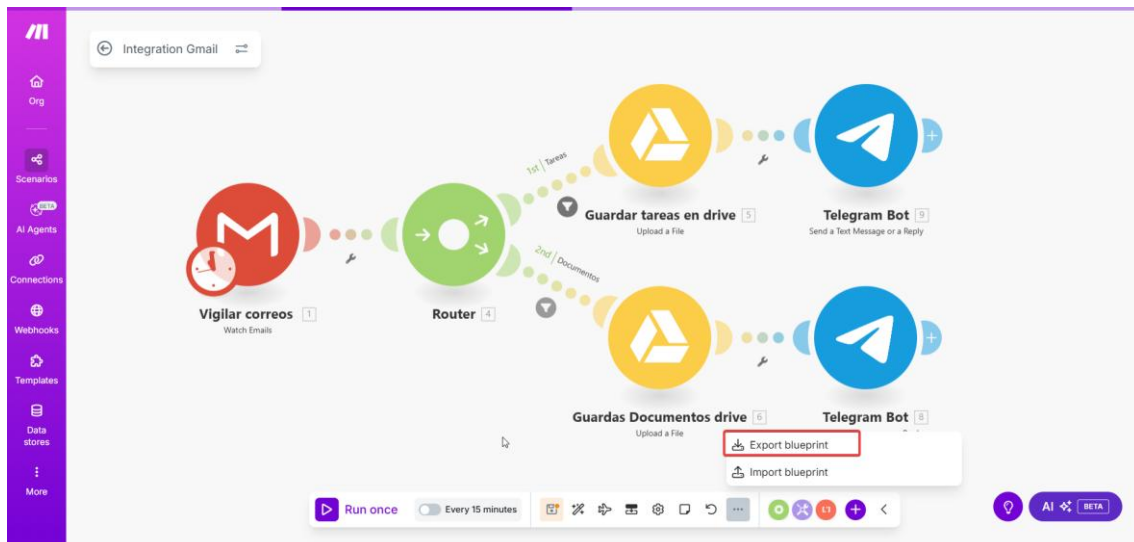 Integration Gmail
Org
Scenarios
BETA
AI Agents
Connections
Webhooks
Templates
Data
stores
More
1st | Tareas
2nd | Documentos
Vigilar correos 1
Watch Emails
Router 4
Guardar tareas en drive 5
Upload a File
Telegram Bot 9
Send a Text Message or a Reply
Guardas Documentos drive 6
Upload a File
Telegram Bot 8
Export blueprint
Import blueprint
Run once
Every 15 minutes
AI BETA